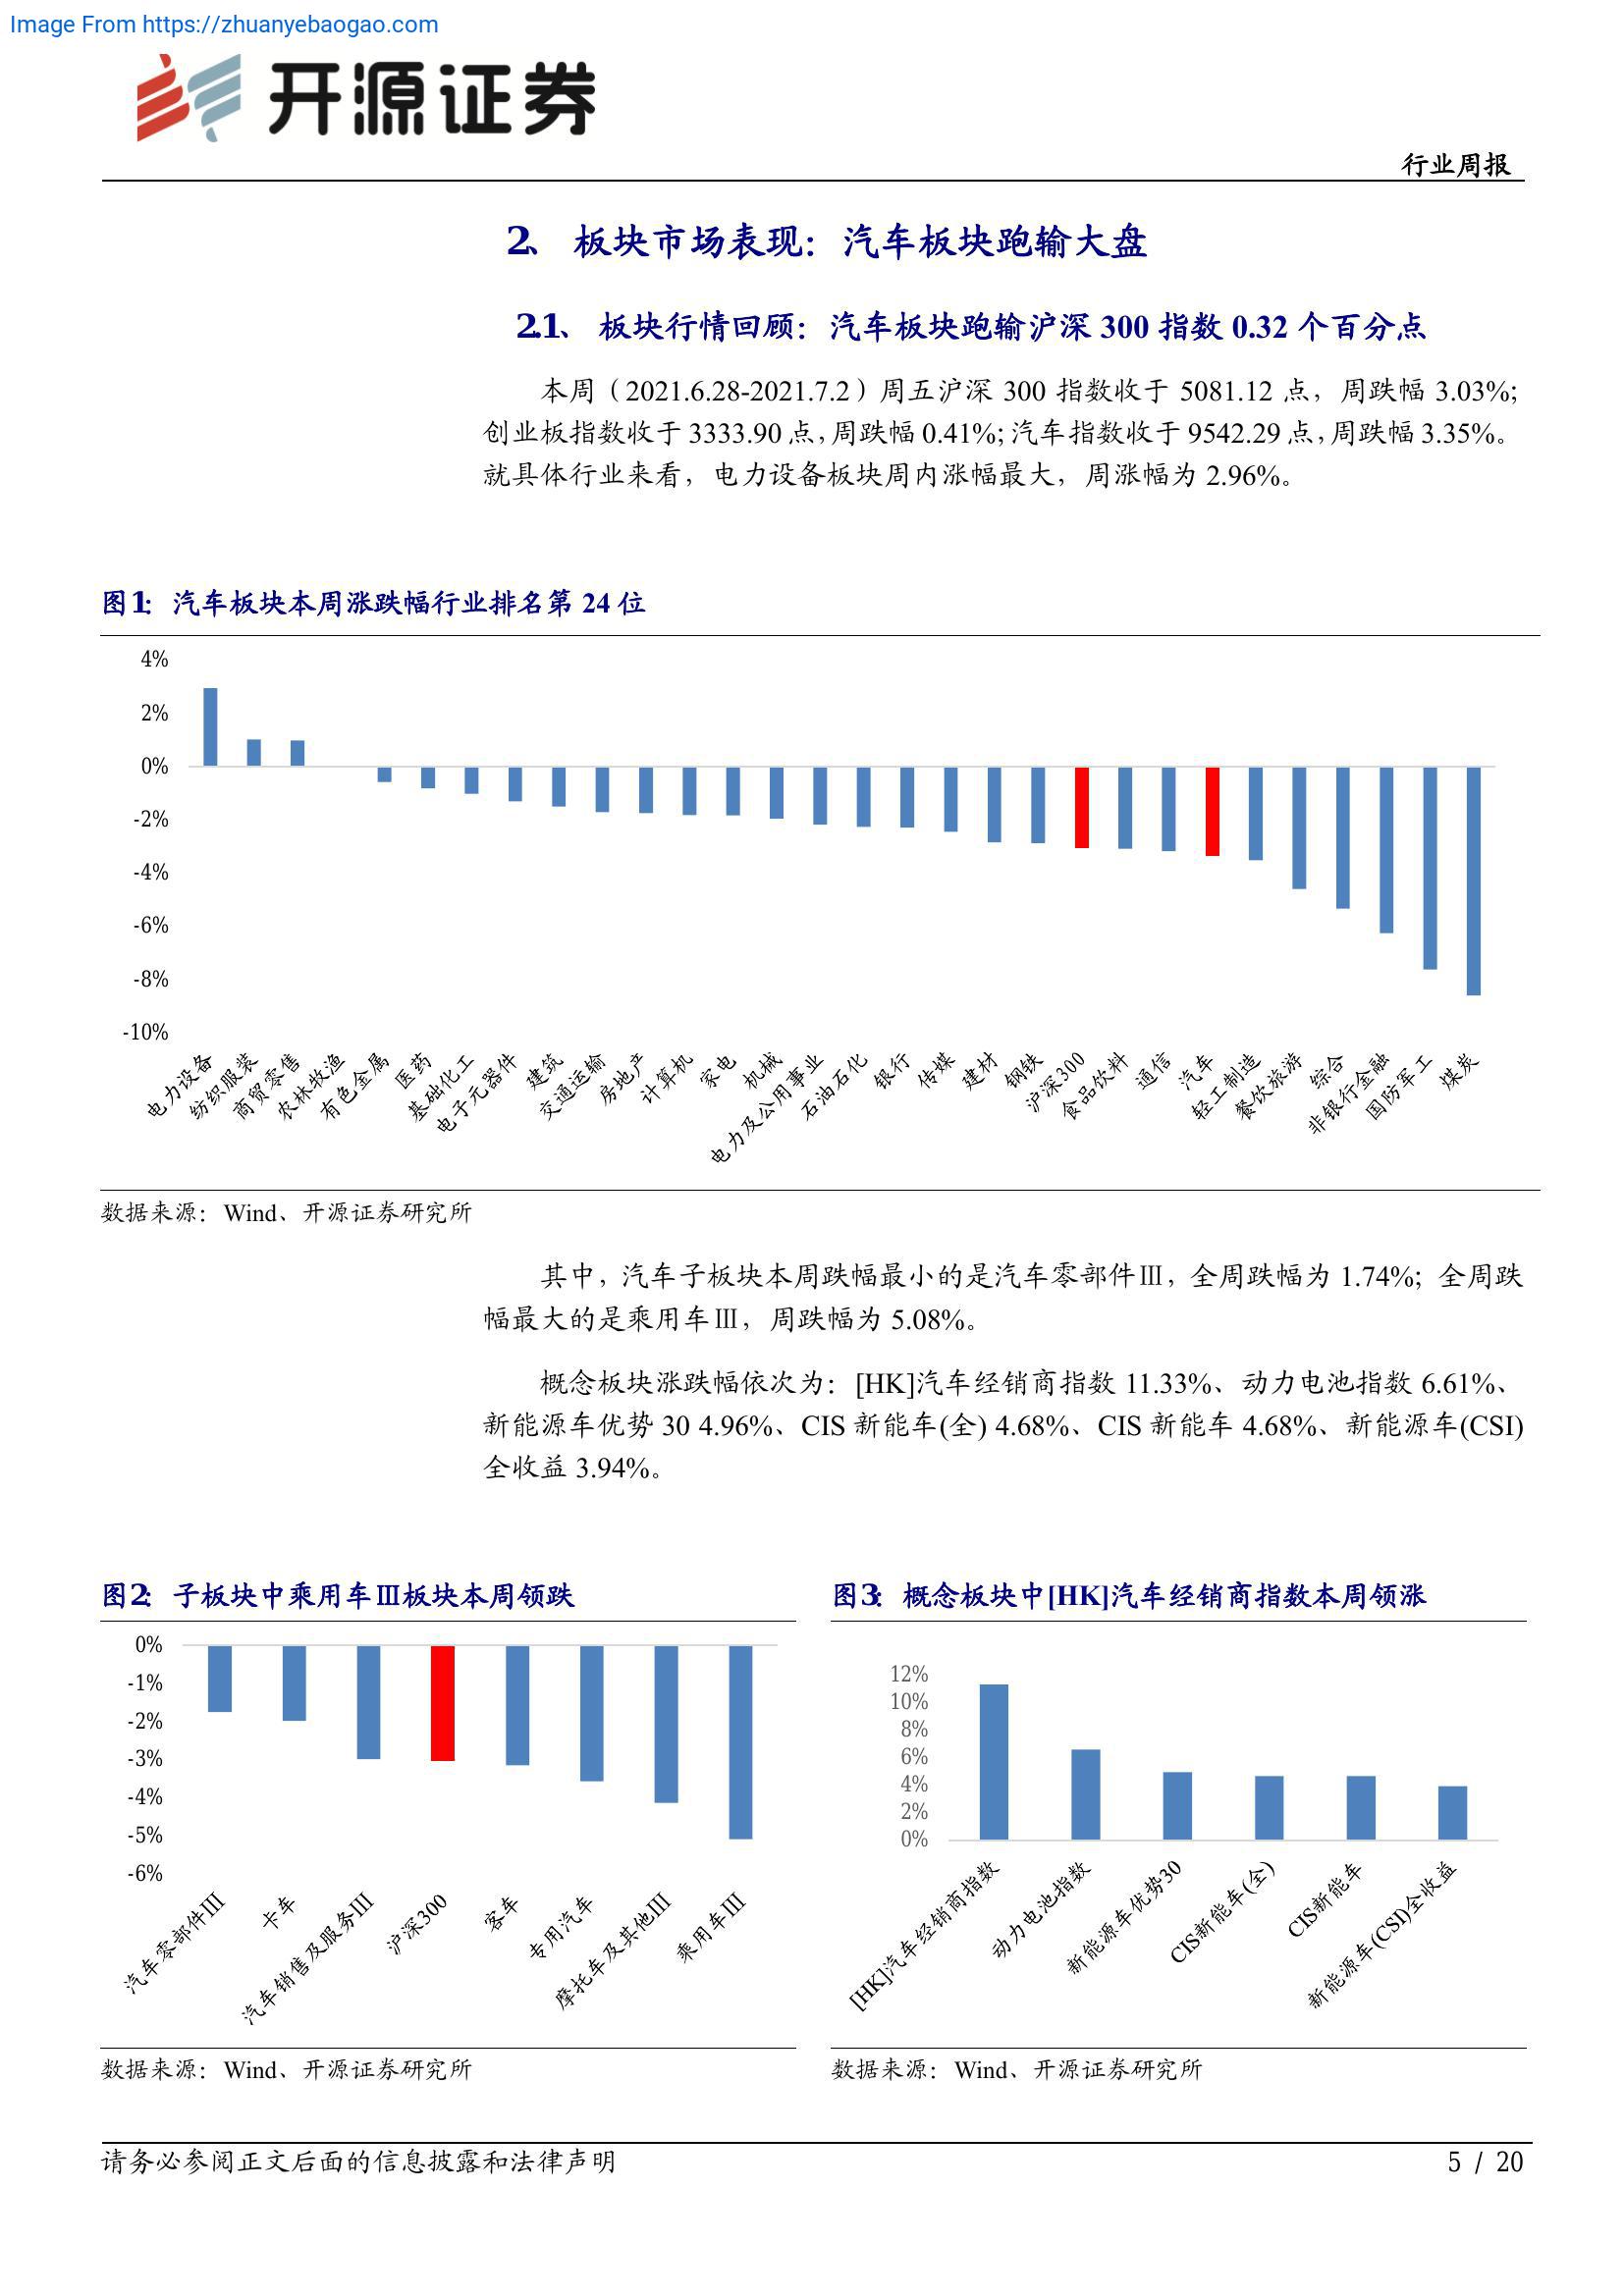 Image From https://zhuanyebaogao.com
开源证券
行业周报
2、 板块市场表现：汽车板块跑输大盘
2.1、 板块行情回顾：汽车板块跑输沪深 300 指数 0.32 个百分点
本周（2021.6.28-2021.7.2）周五沪深 300 指数收于 5081.12 点，周跌幅 3.03%;
创业板指数收于 3333.90 点,周跌幅 0.41%; 汽车指数收于 9542.29 点,周跌幅 3.35%。
就具体行业来看，电力设备板块周内涨幅最大，周涨幅为 2.96%。
图1： 汽车板块本周涨跌幅行业排名第 24 位
4%
2%
0%
-2%
-4%
-6%
-8%
-10%
电力设备
纺织服装
商贸零售
农林牧渔
有色金属
医药
基础化工
电子元器件
建筑
交通运输
房地产
计算机
家电
机械
电力及公用事业
石油石化
银行
传媒
建材
钢铁
沪深300
食品饮料
通信
汽车
轻工制造
餐饮旅游
综合
非银行金融
国防军工
煤炭
数据来源：Wind、开源证券研究所
其中，汽车子板块本周跌幅最小的是汽车零部件Ⅲ，全周跌幅为 1.74%; 全周跌
幅最大的是乘用车Ⅲ，周跌幅为 5.08%。
概念板块涨跌幅依次为：[HK]汽车经销商指数 11.33%、动力电池指数 6.61%、
新能源车优势 30 4.96%、CIS 新能车(全) 4.68%、CIS 新能车 4.68%、新能源车(CSI)
全收益 3.94%。
图2： 子板块中乘用车Ⅲ板块本周领跌
0%
-1%
-2%
-3%
-4%
-5%
-6%
汽车零部件Ⅲ
卡车
汽车销售及服务Ⅲ
沪深300
客车
专用汽车
摩托车及其他Ⅲ
乘用车Ⅲ
数据来源：Wind、开源证券研究所
图3： 概念板块中[HK]汽车经销商指数本周领涨
12%
10%
8%
6%
4%
2%
0%
[HK]汽车经销商指数
动力电池指数
新能源车优势30
CIS新能车(全)
CIS新能车
新能源车(CSI)全收益
数据来源：Wind、开源证券研究所
请务必参阅正文后面的信息披露和法律声明
5 / 20